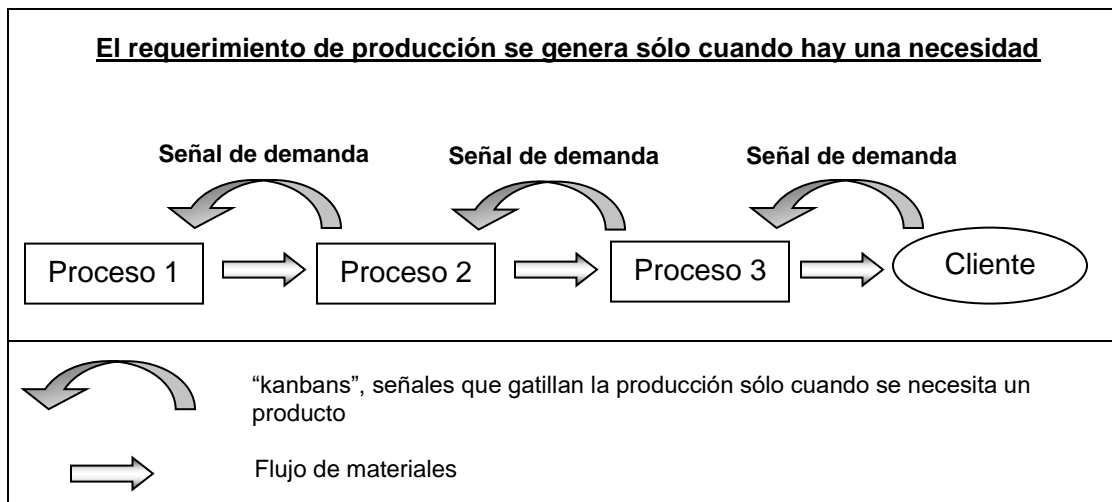 El requerimiento de producción se genera sólo cuando hay una necesidad
Señal de demanda
Señal de demanda
Señal de demanda
Proceso 1
Proceso 2
Proceso 3
Cliente
“kanbans”, señales que gatillan la producción sólo cuando se necesita un
producto
Flujo de materiales